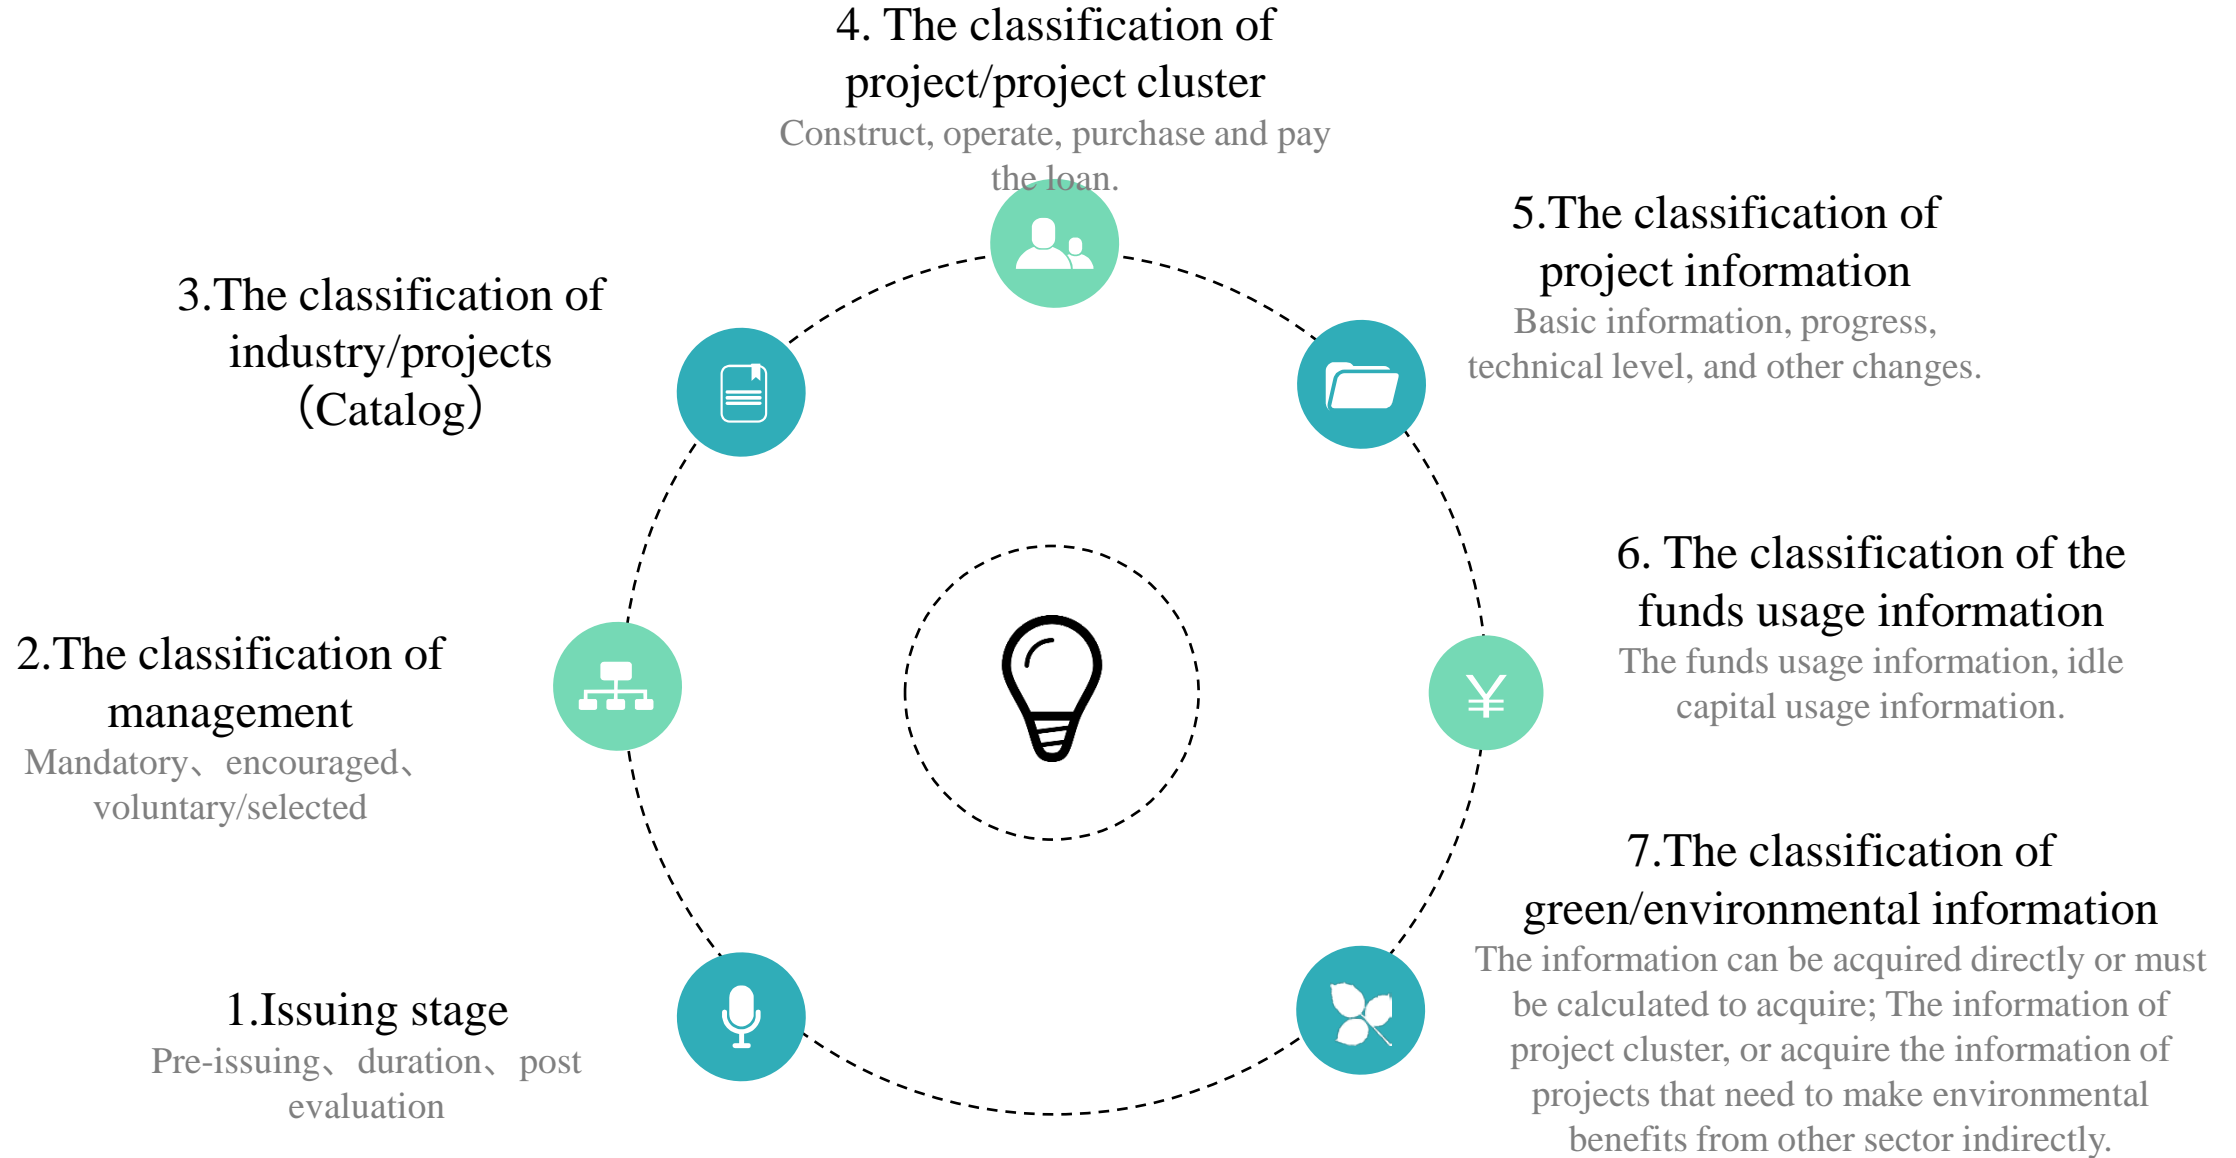 4. The classification of
project/project cluster
Construct, operate, purchase and pay
the loan.
5.The classification of
project information
Basic information, progress,
technical level, and other changes.
3.The classification of
industry/projects
（Catalog）
6. The classification of the
funds usage information
The funds usage information, idle
capital usage information.
¥
2.The classification of
management
Mandatory、encouraged、
voluntary/selected
7.The classification of
green/environmental information
The information can be acquired directly or must
be calculated to acquire; The information of
project cluster, or acquire the information of
projects that need to make environmental
benefits from other sector indirectly.
1.Issuing stage
Pre-issuing、duration、post
evaluation